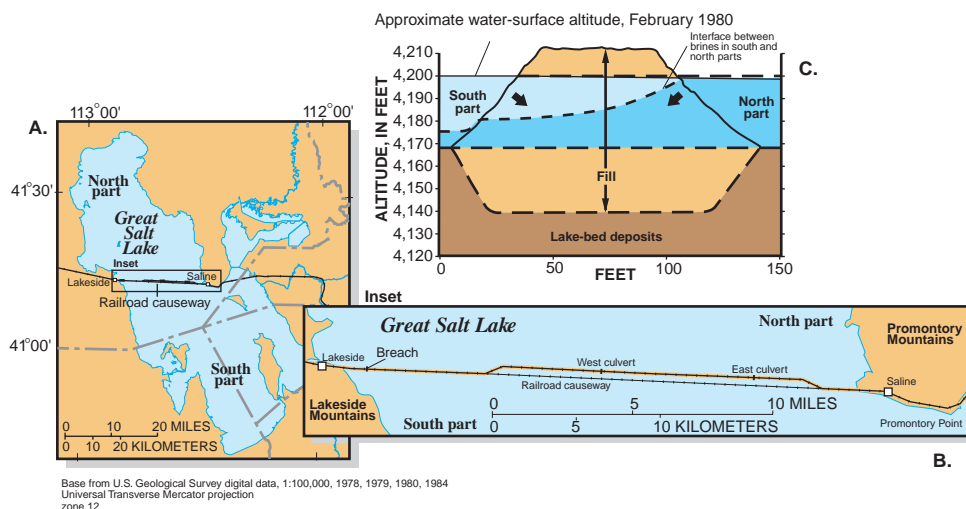 Approximate water-surface altitude, February 1980
Interface between
brines in south and
north parts
C.
ALTITUDE, IN FEET
4,210
4,200
4,190
4,180
4,170
4,160
4,140
4,130
4,120
South
part
North
part
Fill
Lake-bed deposits
0
50
100
150
FEET
A.
113°00'
112°00'
41°30'
41°00'
North
part
Great
Salt
Lake
Inset
Lakeside
Saline
Railroad causeway
South
part
0 10 20 MILES
0 10 20 KILOMETERS
Inset
Great Salt Lake
North part
Promontory
Mountains
Lakeside
Breach
West culvert
East culvert
Saline
Railroad causeway
Lakeside
Mountains
South part
0 5 10 MILES
0 5 10 KILOMETERS
Promontory Point
B.
Base from U.S. Geological Survey digital data, 1:100,000, 1978, 1979, 1980, 1984
Universal Transverse Mercator projection
zone 12